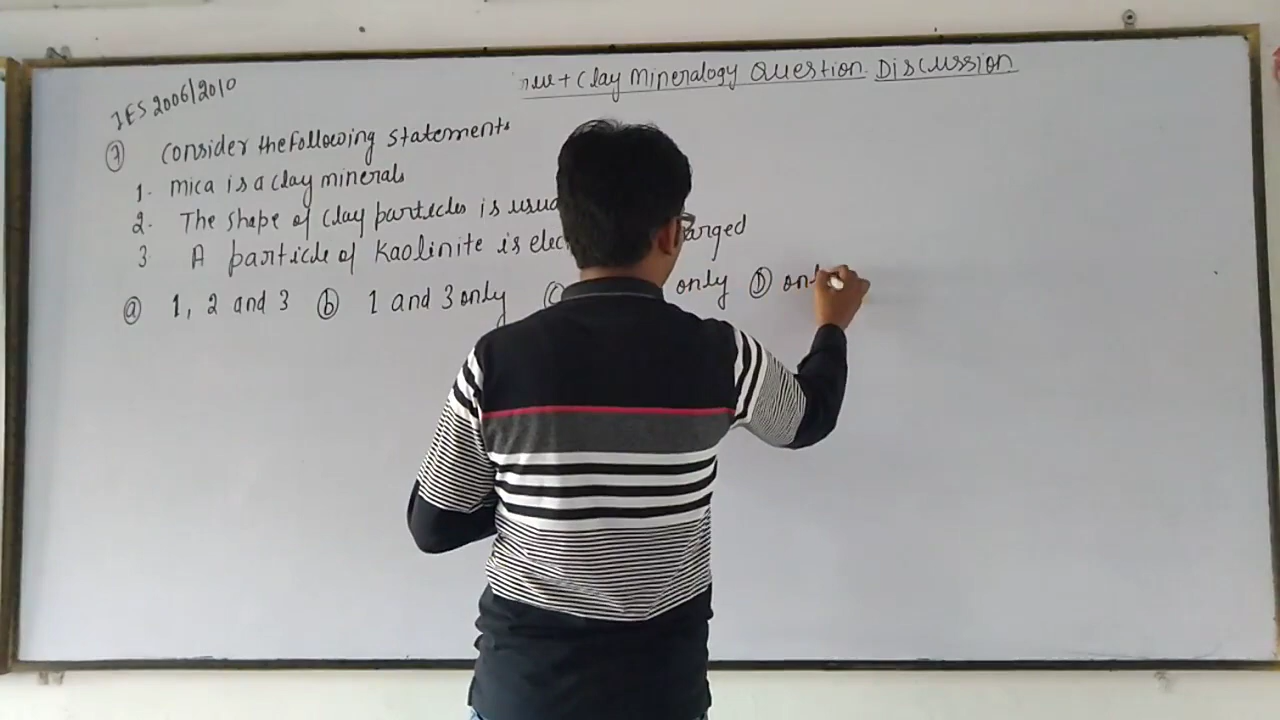 + Clay Mineralogy Question Discussion
IES 2006/2010
7 Consider the following statements
1. Mica is a clay minerals
2. The shape of clay particles is
3 A particle of Kaolinite is
a 1, 2 and 3 b 1 and 3 only C only D